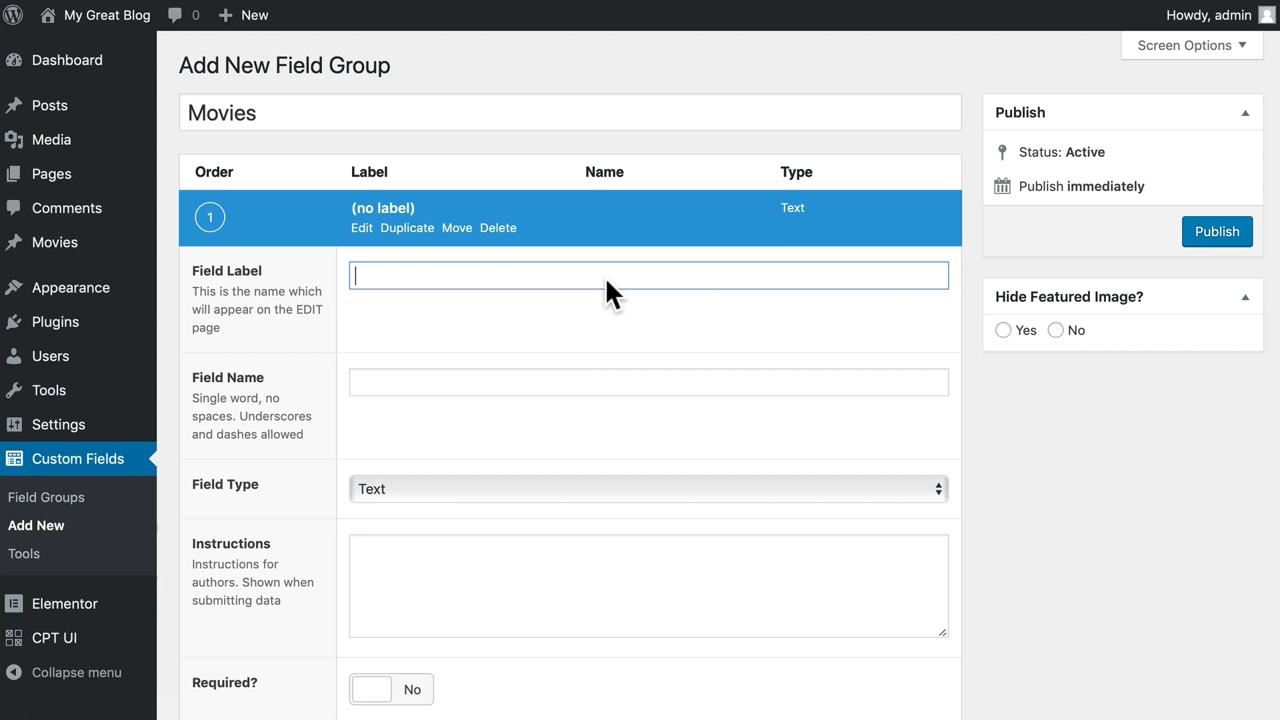 My Great Blog 0 New Howdy, admin
Screen Options
Dashboard
Posts
Media
Pages
Comments
Movies
Appearance
Plugins
Users
Tools
Settings
Custom Fields
Field Groups
Add New
Tools
Elementor
CPT UI
Collapse menu
Add New Field Group
Movies
Order Label Name Type
1 (no label) Text
Edit Duplicate Move Delete
Field Label
This is the name which
will appear on the EDIT
page
Field Name
Single word, no
spaces. Underscores
and dashes allowed
Field Type
Text
Instructions
Instructions for
authors. Shown when
submitting data
Required?
No
Publish
Status: Active
Publish immediately
Publish
Hide Featured Image?
Yes No